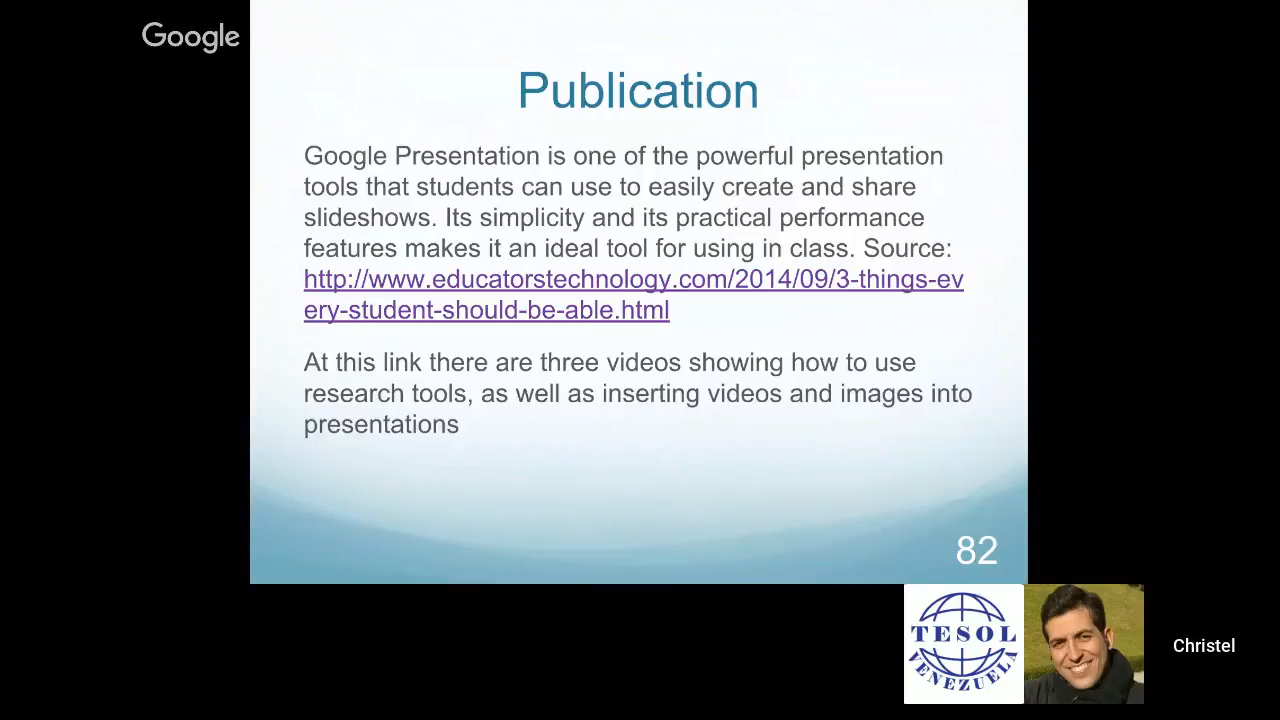 Google
Publication
Google Presentation is one of the powerful presentation
tools that students can use to easily create and share
slideshows. Its simplicity and its practical performance
features makes it an ideal tool for using in class. Source:
http://www.educatorstechnology.com/2014/09/3-things-ev
ery-student-should-be-able.html
At this link there are three videos showing how to use
research tools, as well as inserting videos and images into
presentations
82
TESOL
VENEZUELA
Christel